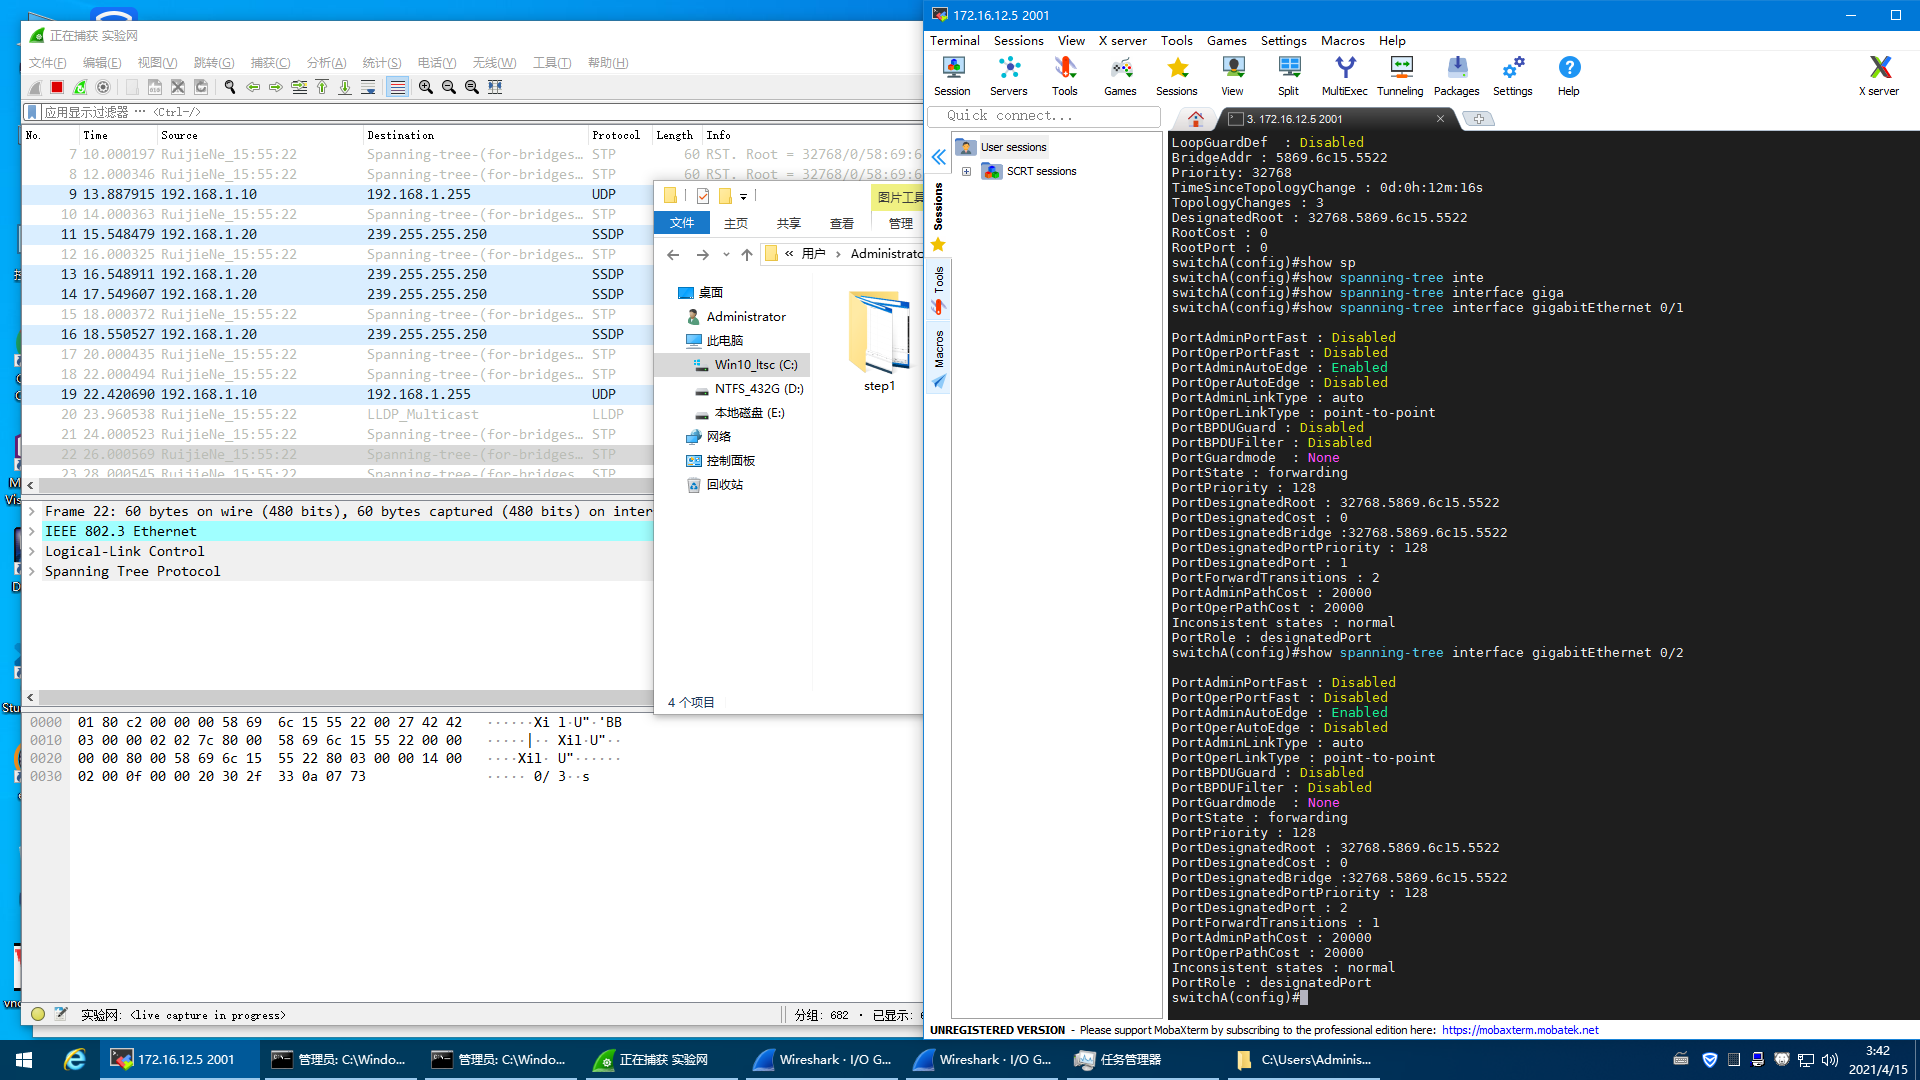 正在捕获 实验网
文件(F) 编辑(E) 视图(V) 跳转(G) 捕获(C) 分析(A) 统计(S) 电话(Y) 无线(W) 工具(T) 帮助(H)
应用显示过滤器 … <Ctrl-/>
No. Time Source Destination Protocol Length Info
7 10.000197 RuijieNe_15:55:22 Spanning-tree-(for-bridges… STP 60 RST. Root = 32768/0/58:69:6
8 12.000346 RuijieNe_15:55:22 Spanning-tree-(for-bridges… STP 60 RST. Root = 32768/0/58:69:6
9 13.887915 192.168.1.10 192.168.1.255 UDP
10 14.000363 RuijieNe_15:55:22 Spanning-tree-(for-bridges… STP
11 15.548479 192.168.1.20 239.255.255.250 SSDP
12 16.000325 RuijieNe_15:55:22 Spanning-tree-(for-bridges… STP
13 16.548911 192.168.1.20 239.255.255.250 SSDP
14 17.549607 192.168.1.20 239.255.255.250 SSDP
15 18.000372 RuijieNe_15:55:22 Spanning-tree-(for-bridges… STP
16 18.550527 192.168.1.20 239.255.255.250 SSDP
17 20.000435 RuijieNe_15:55:22 Spanning-tree-(for-bridges… STP
18 22.000494 RuijieNe_15:55:22 Spanning-tree-(for-bridges… STP
19 22.420690 192.168.1.10 192.168.1.255 UDP
20 23.960538 RuijieNe_15:55:22 LLDP_Multicast LLDP
21 24.000523 RuijieNe_15:55:22 Spanning-tree-(for-bridges… STP
22 26.000569 RuijieNe_15:55:22 Spanning-tree-(for-bridges… STP
23 28.000545 RuijieNe_15:55:22 Spanning-tree-(for-bridges… STP
Frame 22: 60 bytes on wire (480 bits), 60 bytes captured (480 bits) on inter
IEEE 802.3 Ethernet
Logical-Link Control
Spanning Tree Protocol
0000 01 80 c2 00 00 00 58 69 6c 15 55 22 00 27 42 42 ······Xi l·U"·'BB
0010 03 00 00 02 02 7c 80 00 58 69 6c 15 55 22 00 00 ·····|·· Xil·U"··
0020 00 00 80 00 58 69 6c 15 55 22 80 03 00 00 14 00 ····Xil· U"······
0030 02 00 0f 00 00 20 30 2f 33 0a 07 73 ····· 0/ 3··s
实验网: <live capture in progress>
分组: 682 · 已显示:
图片工具
文件 主页 共享 查看 管理
« 用户 › Administrato
桌面
Administrator
此电脑
Win10_ltsc (C:)
NTFS_432G (D:)
本地磁盘 (E:)
网络
控制面板
回收站
step1
4 个项目
172.16.12.5 2001
Terminal Sessions View X server Tools Games Settings Macros Help
Session Servers Tools Games Sessions View Split MultiExec Tunneling Packages Settings Help X server
Quick connect...
3. 172.16.12.5 2001
User sessions
SCRT sessions
Sessions
Tools
Macros
LoopGuardDef : Disabled
BridgeAddr : 5869.6c15.5522
Priority: 32768
TimeSinceTopologyChange : 0d:0h:12m:16s
TopologyChanges : 3
DesignatedRoot : 32768.5869.6c15.5522
RootCost : 0
RootPort : 0
switchA(config)#show sp
switchA(config)#show spanning-tree inte
switchA(config)#show spanning-tree interface giga
switchA(config)#show spanning-tree interface gigabitEthernet 0/1
PortAdminPortFast : Disabled
PortOperPortFast : Disabled
PortAdminAutoEdge : Enabled
PortOperAutoEdge : Disabled
PortAdminLinkType : auto
PortOperLinkType : point-to-point
PortBPDUGuard : Disabled
PortBPDUFilter : Disabled
PortGuardmode : None
PortState : forwarding
PortPriority : 128
PortDesignatedRoot : 32768.5869.6c15.5522
PortDesignatedCost : 0
PortDesignatedBridge :32768.5869.6c15.5522
PortDesignatedPortPriority : 128
PortDesignatedPort : 1
PortForwardTransitions : 2
PortAdminPathCost : 20000
PortOperPathCost : 20000
Inconsistent states : normal
PortRole : designatedPort
switchA(config)#show spanning-tree interface gigabitEthernet 0/2
PortAdminPortFast : Disabled
PortOperPortFast : Disabled
PortAdminAutoEdge : Enabled
PortOperAutoEdge : Disabled
PortAdminLinkType : auto
PortOperLinkType : point-to-point
PortBPDUGuard : Disabled
PortBPDUFilter : Disabled
PortGuardmode : None
PortState : forwarding
PortPriority : 128
PortDesignatedRoot : 32768.5869.6c15.5522
PortDesignatedCost : 0
PortDesignatedBridge :32768.5869.6c15.5522
PortDesignatedPortPriority : 128
PortDesignatedPort : 2
PortForwardTransitions : 1
PortAdminPathCost : 20000
PortOperPathCost : 20000
Inconsistent states : normal
PortRole : designatedPort
switchA(config)#
UNREGISTERED VERSION - Please support MobaXterm by subscribing to the professional edition here: https://mobaxterm.mobatek.net
172.16.12.5 2001 管理员: C:\Windo... 管理员: C:\Windo... 正在捕获 实验网 Wireshark · I/O G... Wireshark · I/O G... 任务管理器 C:\Users\Adminis...
3:42
2021/4/15